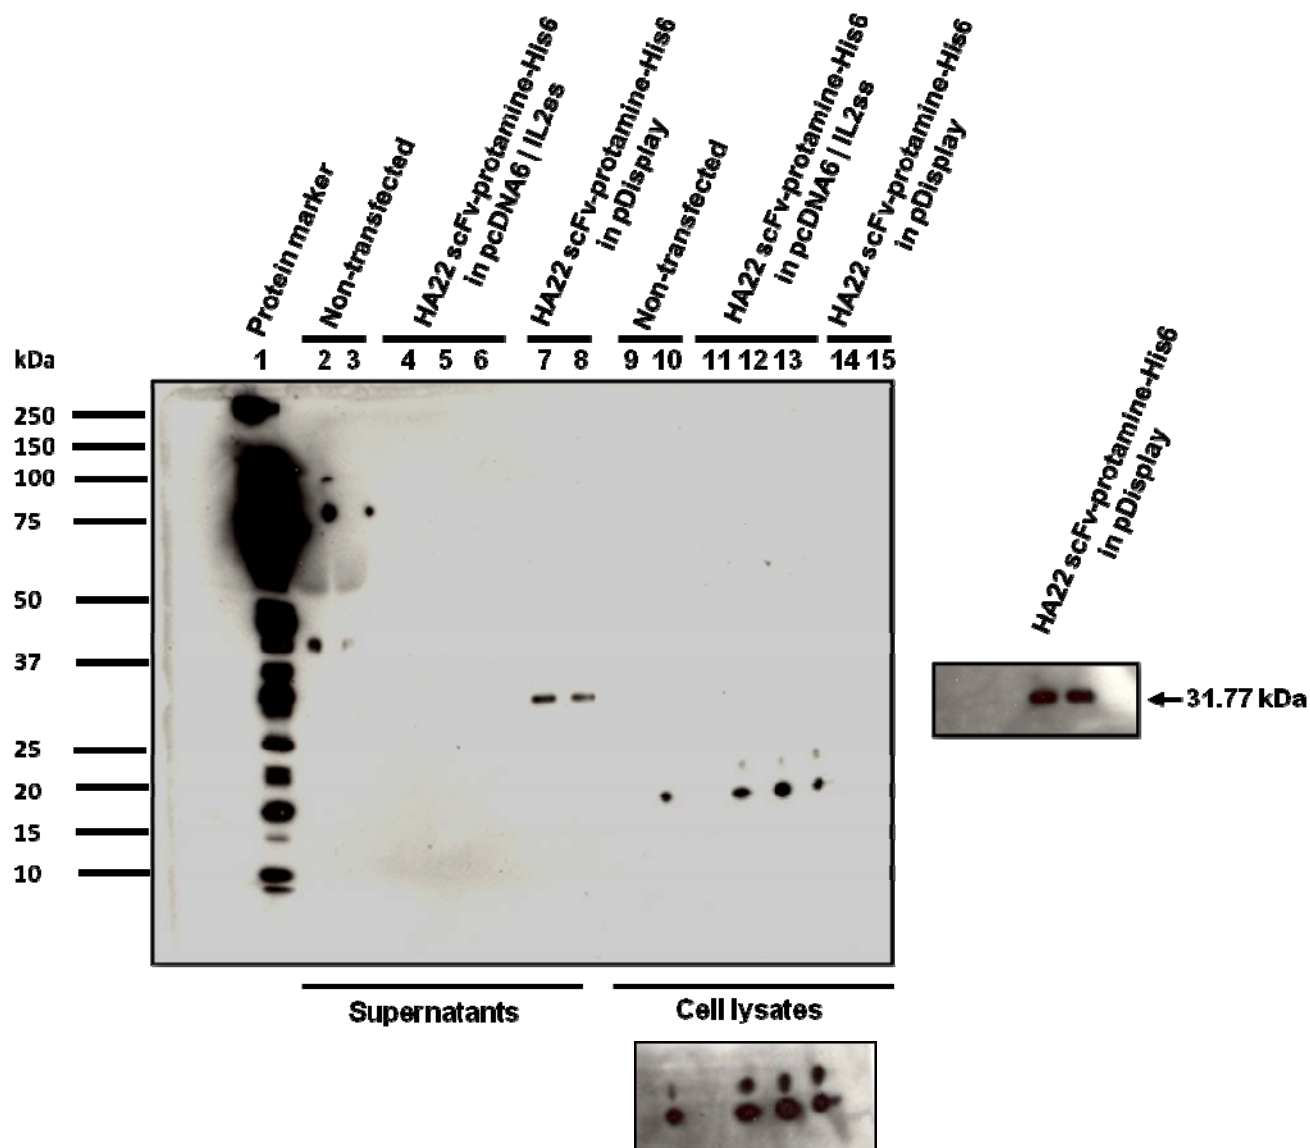 Protein marker
Non-transfected
HA22 scFv-protamine-His6
in pcDNA6 | IL2ss
HA22 scFv-protamine-His6
in pDisplay
Non-transfected
HA22 scFv-protamine-His6
in pcDNA6 | IL2ss
HA22 scFv-protamine-His6
in pDisplay
kDa
1 2 3 4 5 6 7 8 9 10 11 12 13 14 15
250
150
100
75
50
37
25
20
15
10
HA22 scFv-protamine-His6
in pDisplay
31.77 kDa
Supernatants
Cell lysates